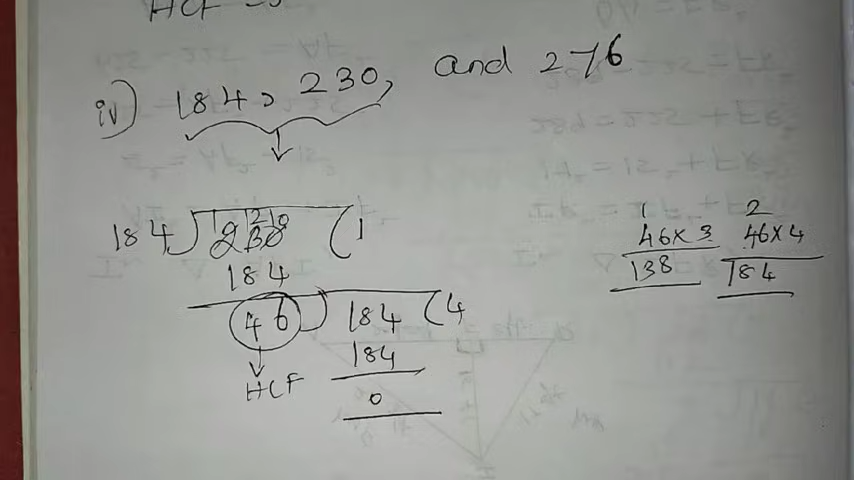 HCF
iv) 184, 230, and 276
184) 230 (1
184
46) 184 (4
184
HCF
0
1 2
46×3 46×4
138 184